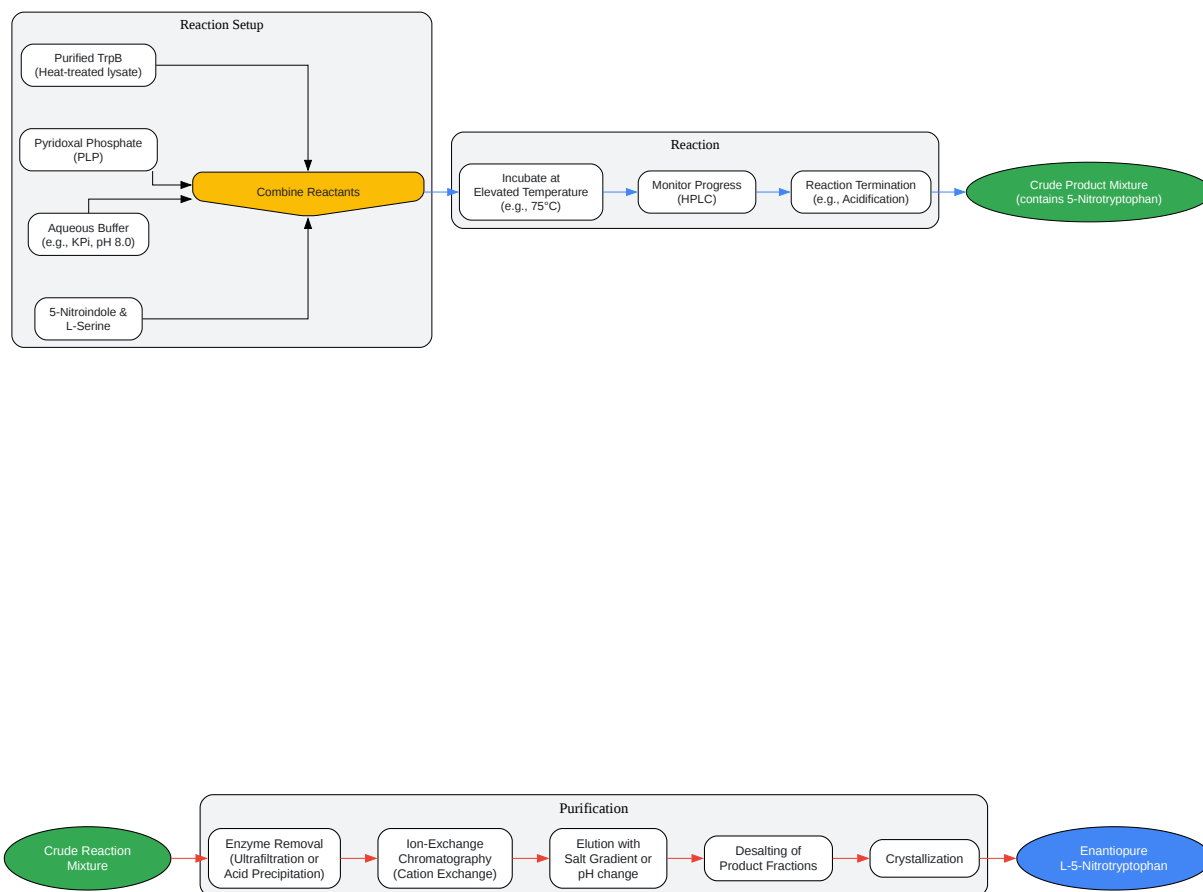 Reaction Setup
Purified TrpB
(Heat-treated lysate)
Pyridoxal Phosphate
(PLP)
Combine Reactants
Aqueous Buffer
(e.g., KPi, pH 8.0)
5-Nitroindole &
L-Serine
Reaction
Incubate at
Elevated Temperature
(e.g., 75°C)
Monitor Progress
(HPLC)
Reaction Termination
(e.g., Acidification)
Crude Product Mixture
(contains 5-Nitrotryptophan)
Purification
Crude Reaction
Mixture
Enzyme Removal
(Ultrafiltration or
Acid Precipitation)
Ion-Exchange
Chromatography
(Cation Exchange)
Elution with
Salt Gradient or
pH change
Desalting of
Product Fractions
Crystallization
Enantiopure
L-5-Nitrotryptophan